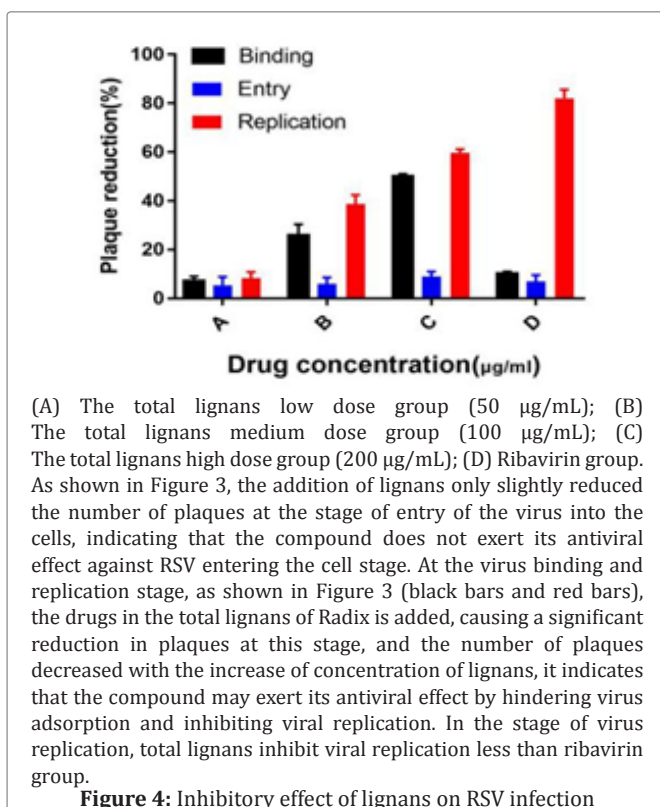 100
80
60
40
20
0
Plaque reduction(%)
Binding
Entry
Replication
A
B
C
D
Drug concentration(μg/ml)
(A) The total lignans low dose group (50 μg/mL); (B)
The total lignans medium dose group (100 μg/mL); (C)
The total lignans high dose group (200 μg/mL); (D) Ribavirin group.
As shown in Figure 3, the addition of lignans only slightly reduced
the number of plaques at the stage of entry of the virus into the
cells, indicating that the compound does not exert its antiviral
effect against RSV entering the cell stage. At the virus binding and
replication stage, as shown in Figure 3 (black bars and red bars),
the drugs in the total lignans of Radix is added, causing a significant
reduction in plaques at this stage, and the number of plaques
decreased with the increase of concentration of lignans, it indicates
that the compound may exert its antiviral effect by hindering virus
adsorption and inhibiting viral replication. In the stage of virus
replication, total lignans inhibit viral replication less than ribavirin
group.
Figure 4: Inhibitory effect of lignans on RSV infection